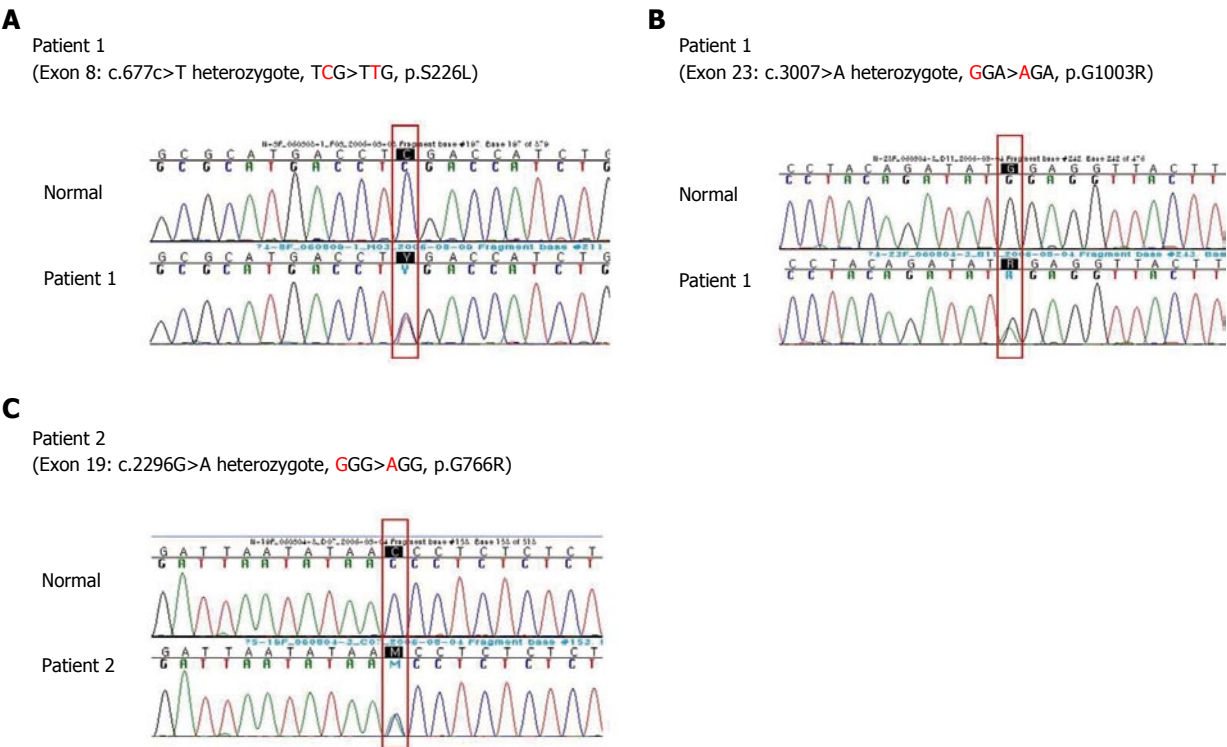 A
Patient 1
(Exon 8: c.677c>T heterozygote, TCG>TTG, p.S226L)
G C G C A T G A C C T C G A C C A T C T G
G C G C A T G A C C T C G A C C A T C T G
Normal
G C G C A T G A C C T Y G A C C A T C T G
G C G C A T G A C C T Y G A C C A T C T G
Patient 1
B
Patient 1
(Exon 23: c.3007>A heterozygote, GGA>AGA, p.G1003R)
C C T A C A G A T A T G G A G G T T A C T T
C C T A C A G A T A T G G A G G T T A C T T
Normal
C C T A C A G A T A T R G A G G T T A C T T
C C T A C A G A T A T R G A G G T T A C T T
Patient 1
C
Patient 2
(Exon 19: c.2296G>A heterozygote, GGG>AGG, p.G766R)
G A T T A A T A T A A C C C T C T C T C T
G A T T A A T A T A A C C C T C T C T C T
Normal
G A T T A A T A T A A M C C T C T C T C T
G A T T A A T A T A A M C C T C T C T C T
Patient 2